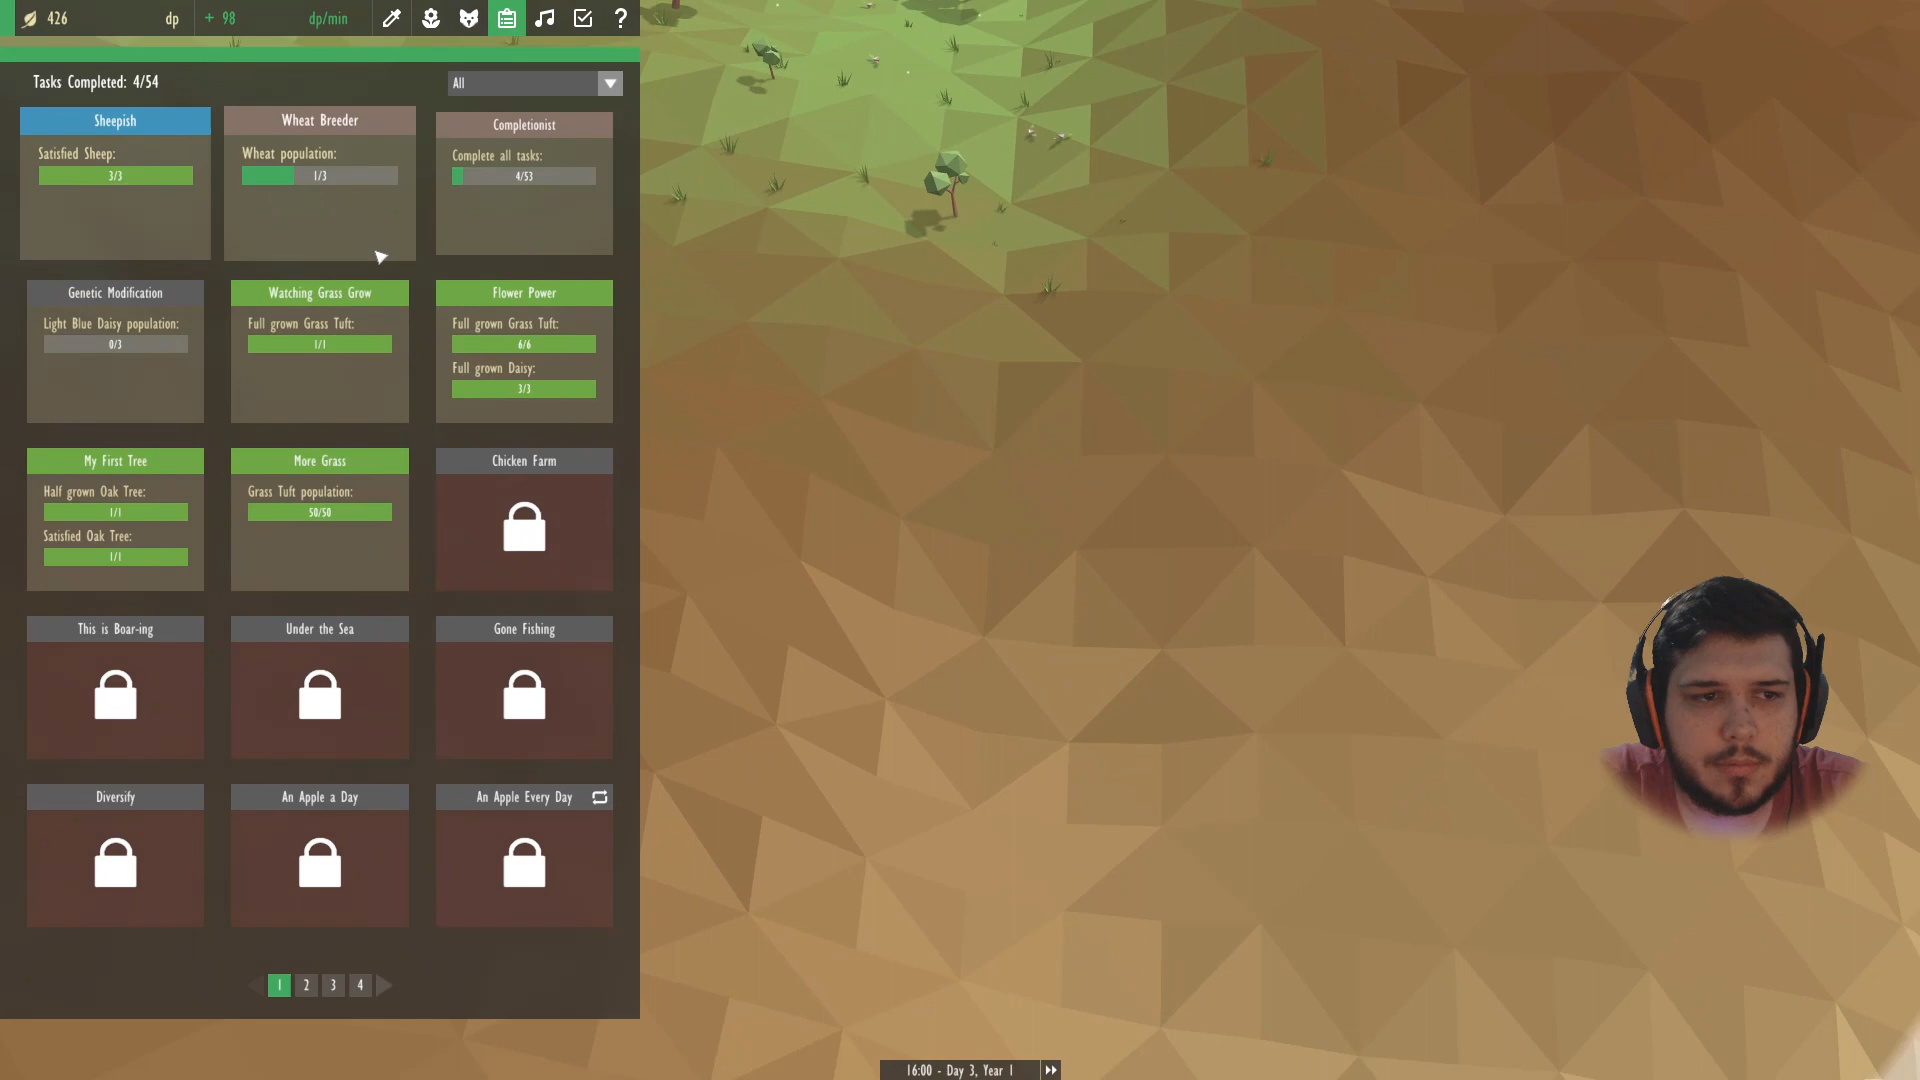 426 dp + 98 dp/min ?
Tasks Completed: 4/54
All
Sheepish
Satisfied Sheep:
3/3
Wheat Breeder
Wheat population:
1/3
Completionist
Complete all tasks:
4/53
Genetic Modification
Light Blue Daisy population:
0/3
Watching Grass Grow
Full grown Grass Tuft:
1/1
Flower Power
Full grown Grass Tuft:
6/6
Full grown Daisy:
3/3
My First Tree
Half grown Oak Tree:
1/1
Satisfied Oak Tree:
1/1
More Grass
Grass Tuft population:
50/50
Chicken Farm
This is Boar-ing
Under the Sea
Gone Fishing
Diversify
An Apple a Day
An Apple Every Day
1 2 3 4
16:00 - Day 3, Year 1